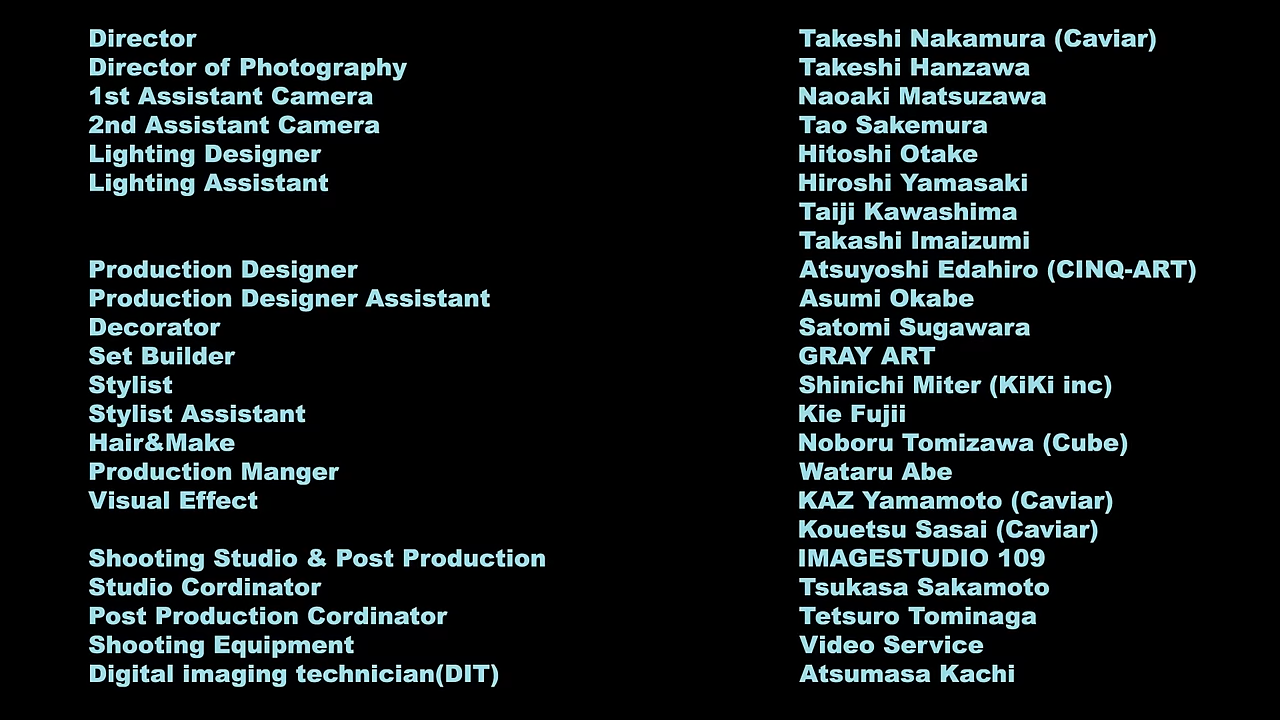 Director Takeshi Nakamura (Caviar)
Director of Photography Takeshi Hanzawa
1st Assistant Camera Naoaki Matsuzawa
2nd Assistant Camera Tao Sakemura
Lighting Designer Hitoshi Otake
Lighting Assistant Hiroshi Yamasaki
Taiji Kawashima
Takashi Imaizumi
Production Designer Atsuyoshi Edahiro (CINQ-ART)
Production Designer Assistant Asumi Okabe
Decorator Satomi Sugawara
Set Builder GRAY ART
Stylist Shinichi Miter (KiKi inc)
Stylist Assistant Kie Fujii
Hair&Make Noboru Tomizawa (Cube)
Production Manger Wataru Abe
Visual Effect KAZ Yamamoto (Caviar)
Kouetsu Sasai (Caviar)
Shooting Studio & Post Production IMAGESTUDIO 109
Studio Cordinator Tsukasa Sakamoto
Post Production Cordinator Tetsuro Tominaga
Shooting Equipment Video Service
Digital imaging technician(DIT) Atsumasa Kachi